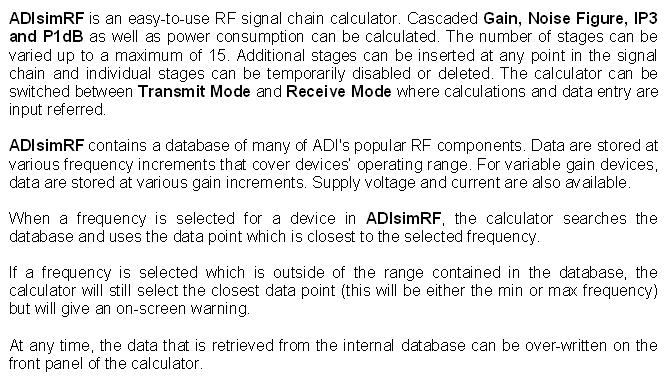 ADIsimRF is an easy-to-use RF signal chain calculator. Cascaded Gain, Noise Figure, IP3
and P1dB as well as power consumption can be calculated. The number of stages can be
varied up to a maximum of 15. Additional stages can be inserted at any point in the signal
chain and individual stages can be temporarily disabled or deleted. The calculator can be
switched between Transmit Mode and Receive Mode where calculations and data entry are
input referred.
ADIsimRF contains a database of many of ADI's popular RF components. Data are stored at
various frequency increments that cover devices' operating range. For variable gain devices,
data are stored at various gain increments. Supply voltage and current are also available.
When a frequency is selected for a device in ADIsimRF, the calculator searches the
database and uses the data point which is closest to the selected frequency.
If a frequency is selected which is outside of the range contained in the database, the
calculator will still select the closest data point (this will be either the min or max frequency)
but will give an on-screen warning.
At any time, the data that is retrieved from the internal database can be over-written on the
front panel of the calculator.